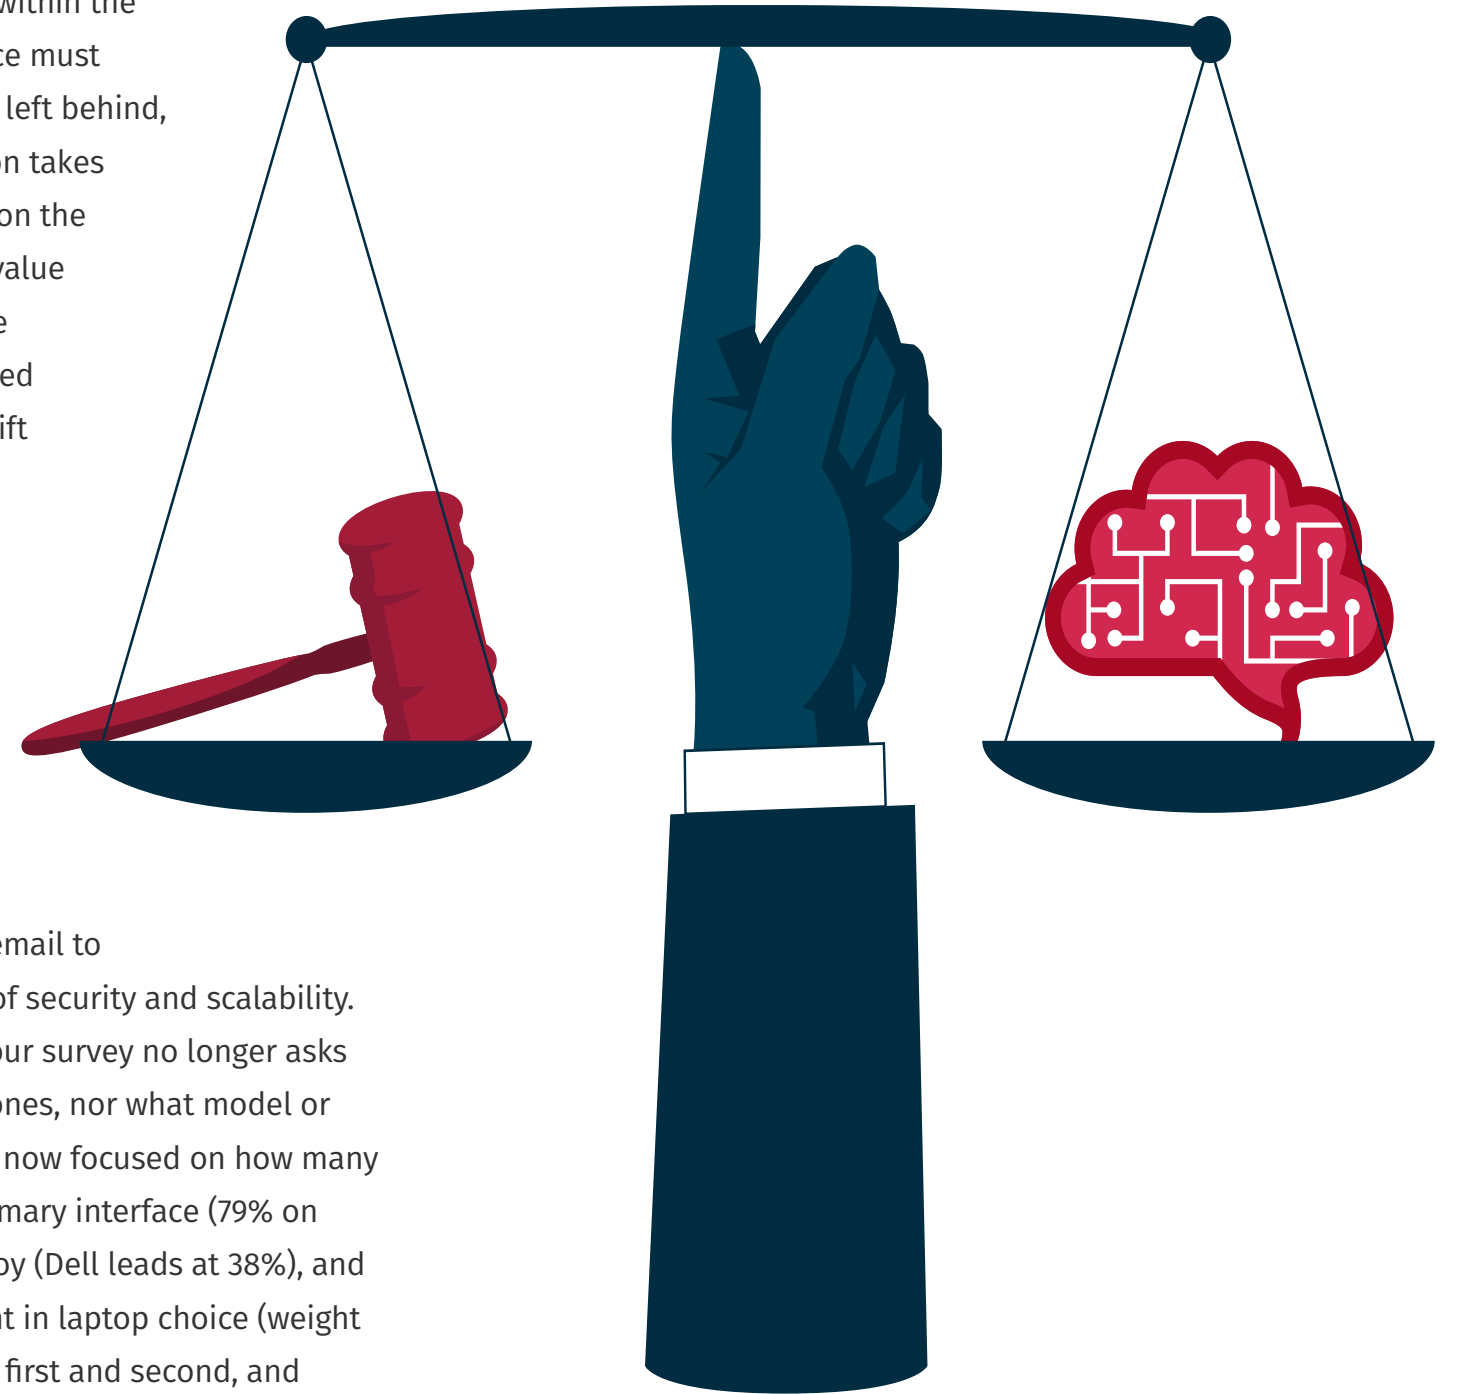 within the
ce must
left behind,
on takes
on the
value
e
ed
ift
email to
of security and scalability.
our survey no longer asks
ones, nor what model or
now focused on how many
mary interface (79% on
oy (Dell leads at 38%), and
nt in laptop choice (weight
first and second, and